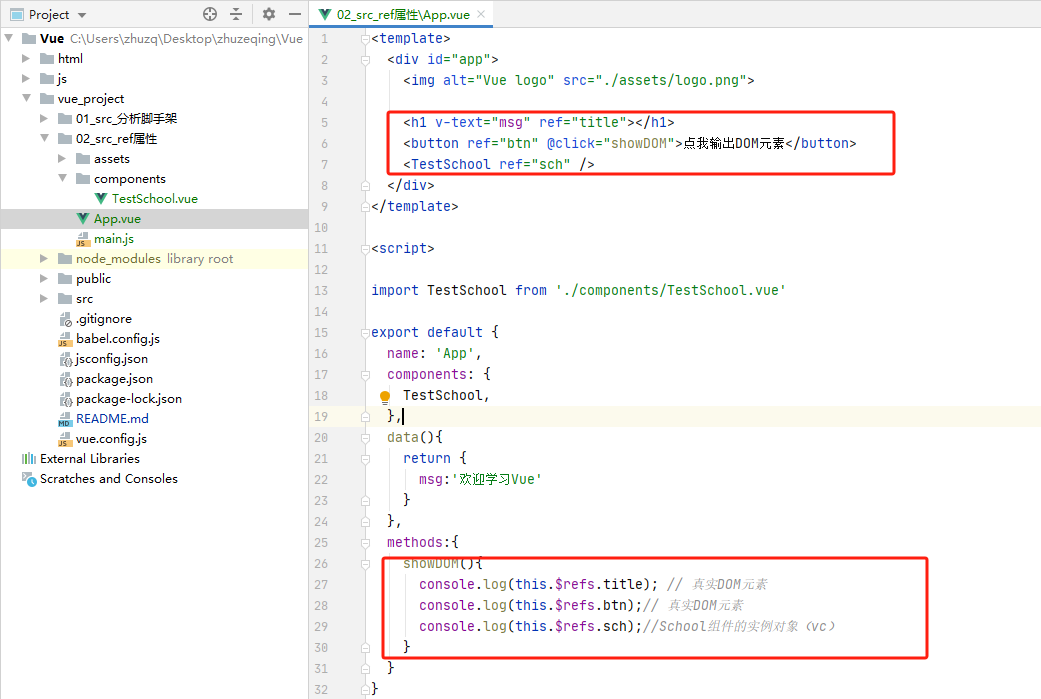 Project
Vue C:\Users\zhuzq\Desktop\zhuzeqing\Vue
html
js
vue_project
01_src_分析脚手架
02_src_ref属性
assets
components
TestSchool.vue
App.vue
main.js
node_modules library root
public
src
.gitignore
babel.config.js
jsconfig.json
package.json
package-lock.json
README.md
vue.config.js
External Libraries
Scratches and Consoles
02_src_ref属性\App.vue
1 <template>
2 <div id="app">
3 <img alt="Vue logo" src="./assets/logo.png">
4
5 <h1 v-text="msg" ref="title"></h1>
6 <button ref="btn" @click="showDOM">点我输出DOM元素</button>
7 <TestSchool ref="sch" />
8 </div>
9 </template>
10
11 <script>
12
13 import TestSchool from './components/TestSchool.vue'
14
15 export default {
16 name: 'App',
17 components: {
18 TestSchool,
19 },
20 data(){
21 return {
22 msg:'欢迎学习Vue'
23 }
24 },
25 methods:{
26 showDOM(){
27 console.log(this.$refs.title); // 真实DOM元素
28 console.log(this.$refs.btn);// 真实DOM元素
29 console.log(this.$refs.sch);//School组件的实例对象（vc）
30 }
31 }
32 }